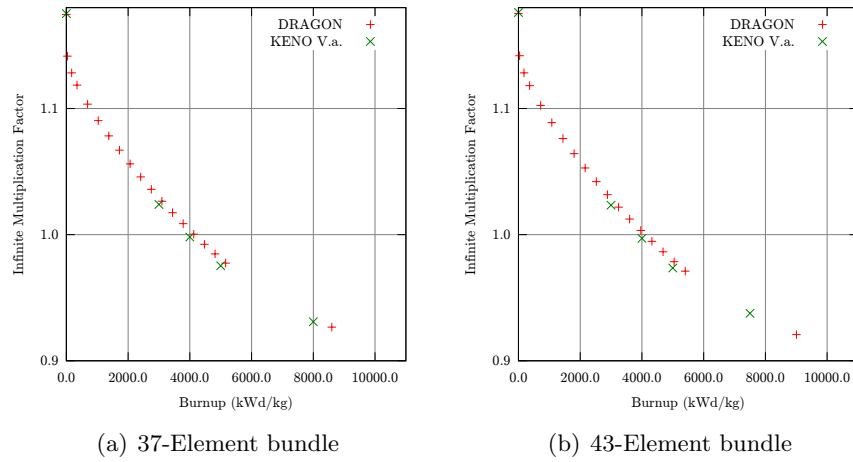 DRAGON
KENO V.a.
1.1
1.0
0.9
Infinite Multiplication Factor
0.0 2000.0 4000.0 6000.0 8000.0 10000.0
Burnup (kWd/kg)
(a) 37-Element bundle
DRAGON
KENO V.a.
1.1
1.0
0.9
Infinite Multiplication Factor
0.0 2000.0 4000.0 6000.0 8000.0 10000.0
Burnup (kWd/kg)
(b) 43-Element bundle